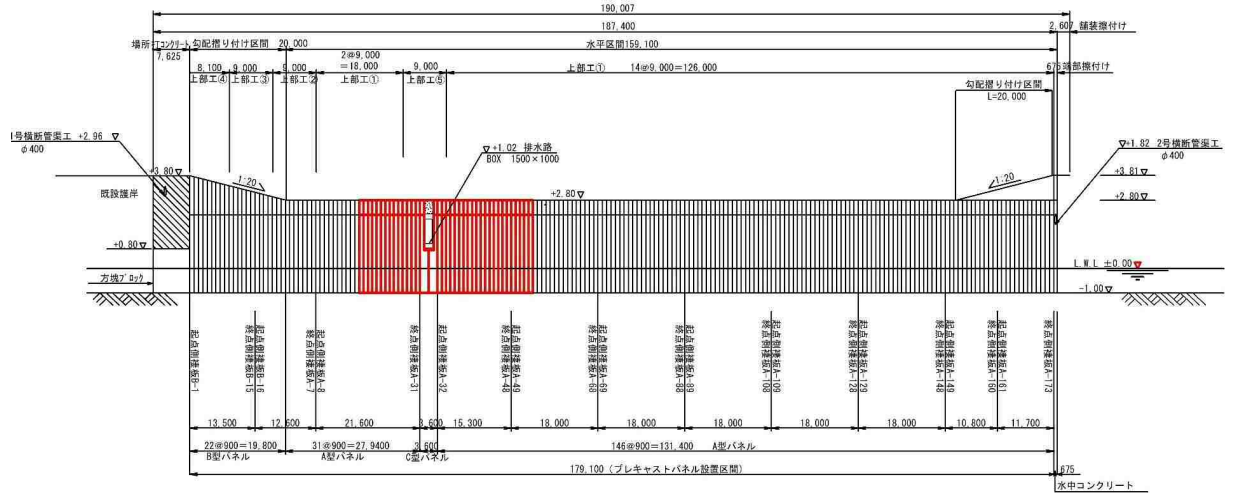 190,007
187,400
2,607 舗装擦付け
場所打コンクリート
勾配摺り付け区間
20,000
水平区間159,100
7,625
2@9,000
=18,000
8,100
9,000
9,000
9,000
上部工④
上部工③
上部工②
上部工①
上部工⑤
上部工① 14@9,000=126,000
675
端部擦付け
勾配摺り付け区間
L=20,000
1号横断管渠工 +2.96
φ400
+1.02 排水路
BOX 1500×1000
+1.82 2号横断管渠工
φ400
+3.80
1:20
1:20
+3.81
既設護岸
+2.80
+2.80
+0.80
L.W.L ±0.00
方塊ブロック
-1.00
起点側接板B-1
終点側接板B-15
起点側接板B-16
終点側接板A-7
起点側接板A-8
終点側接板A-31
起点側接板A-32
終点側接板A-48
起点側接板A-49
終点側接板A-68
起点側接板A-69
終点側接板A-88
起点側接板A-89
終点側接板A-108
起点側接板A-109
終点側接板A-128
起点側接板A-129
終点側接板A-148
起点側接板A-149
終点側接板A-160
起点側接板A-161
終点側接板A-173
13,500
12,600
21,600
3,600
15,300
18,000
18,000
18,000
18,000
18,000
10,800
11,700
22@900=19,800
31@900=27,9400
3,600
146@900=131,400 A型パネル
B型パネル
A型パネル
C型パネル
179,100 (プレキャストパネル設置区間)
675
水中コンクリート